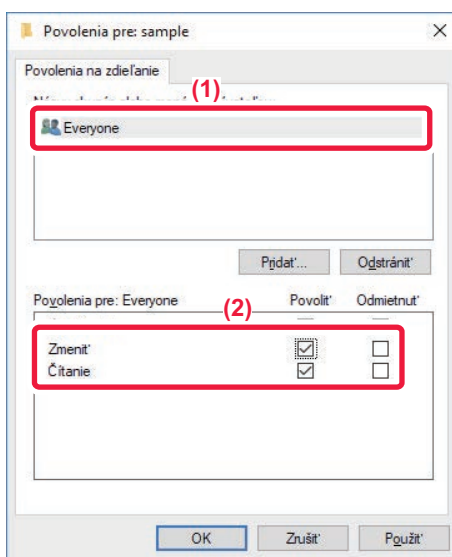 Povolenia pre: sample
Povolenia na zdieľanie
(1)
Everyone
Pridať...
Odstrániť
Povolenia pre: Everyone
(2)
Povoliť
Odmietnuť
Zmeniť
Čítanie
OK
Zrušiť
Použiť